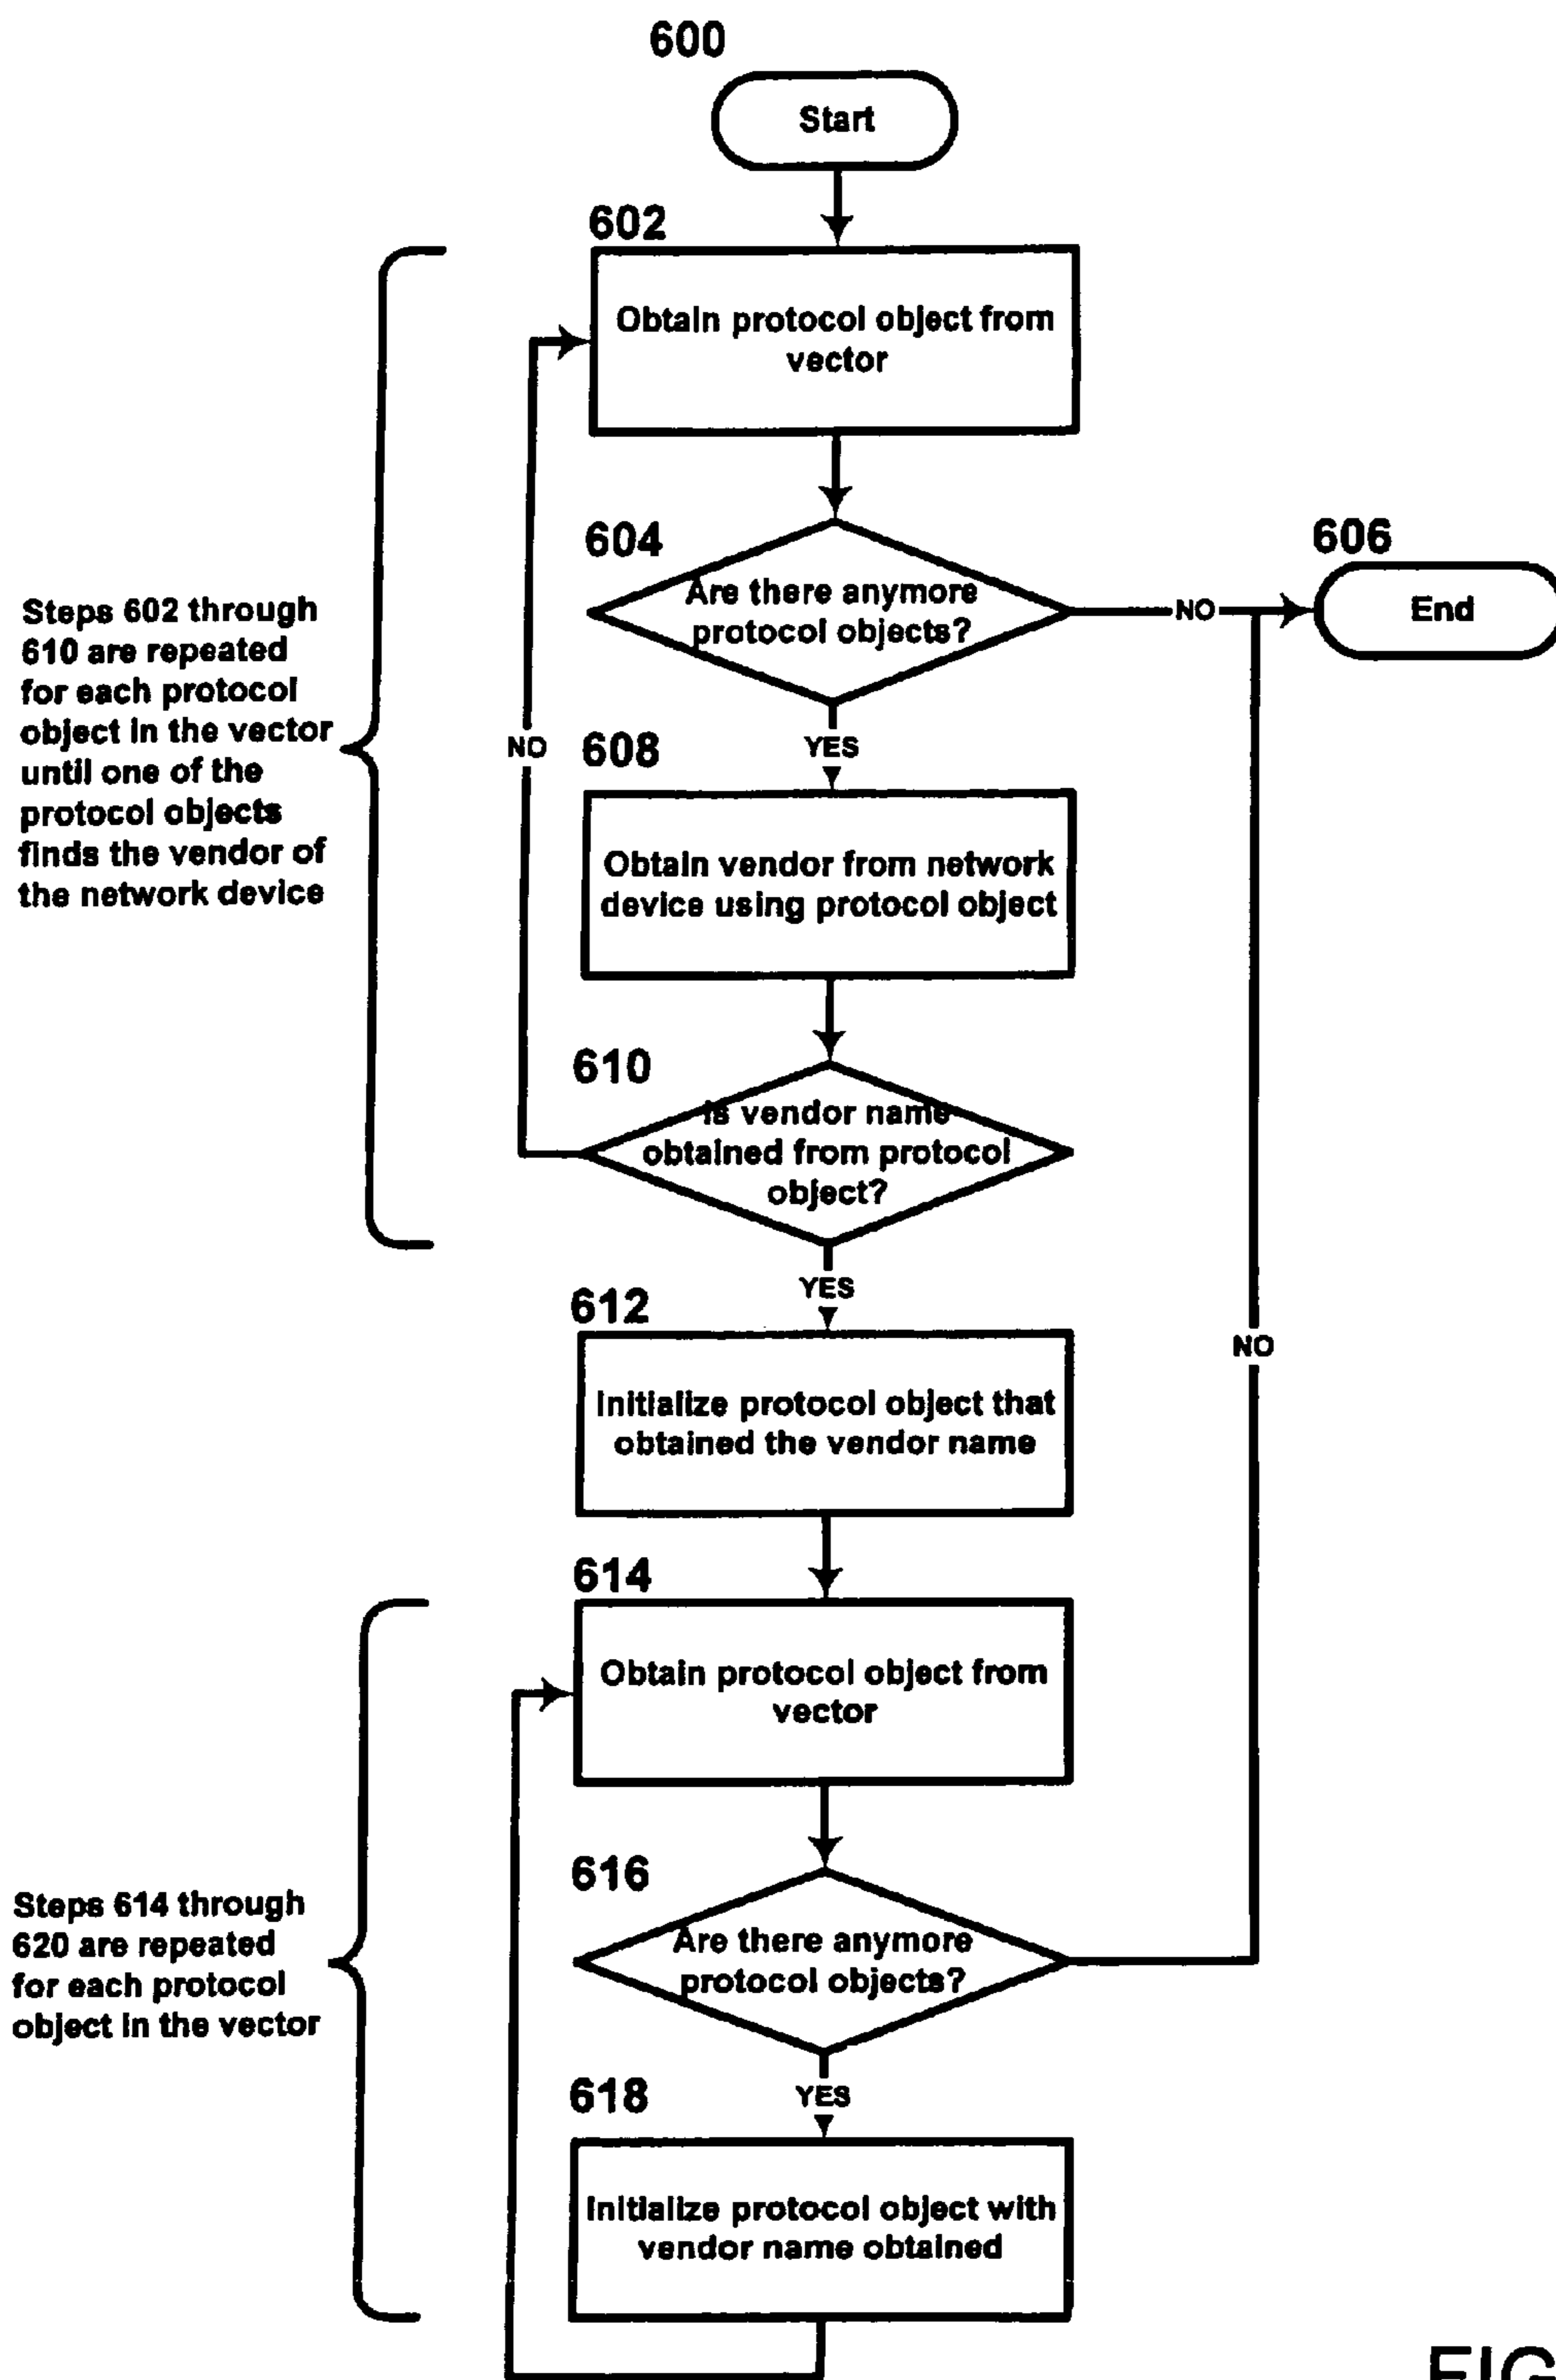 600
Start
602
Obtain protocol object from
vector
604
Are there anymore
protocol objects?
NO
606
End
Steps 602 through
610 are repeated
for each protocol
object in the vector
until one of the
protocol objects
finds the vendor of
the network device
NO
YES
608
Obtain vendor from network
device using protocol object
610
Is vendor name
obtained from protocol
object?
YES
612
Initialize protocol object that
obtained the vendor name
NO
614
Obtain protocol object from
vector
616
Are there anymore
protocol objects?
Steps 614 through
620 are repeated
for each protocol
object in the vector
YES
618
Initialize protocol object with
vendor name obtained
FIG